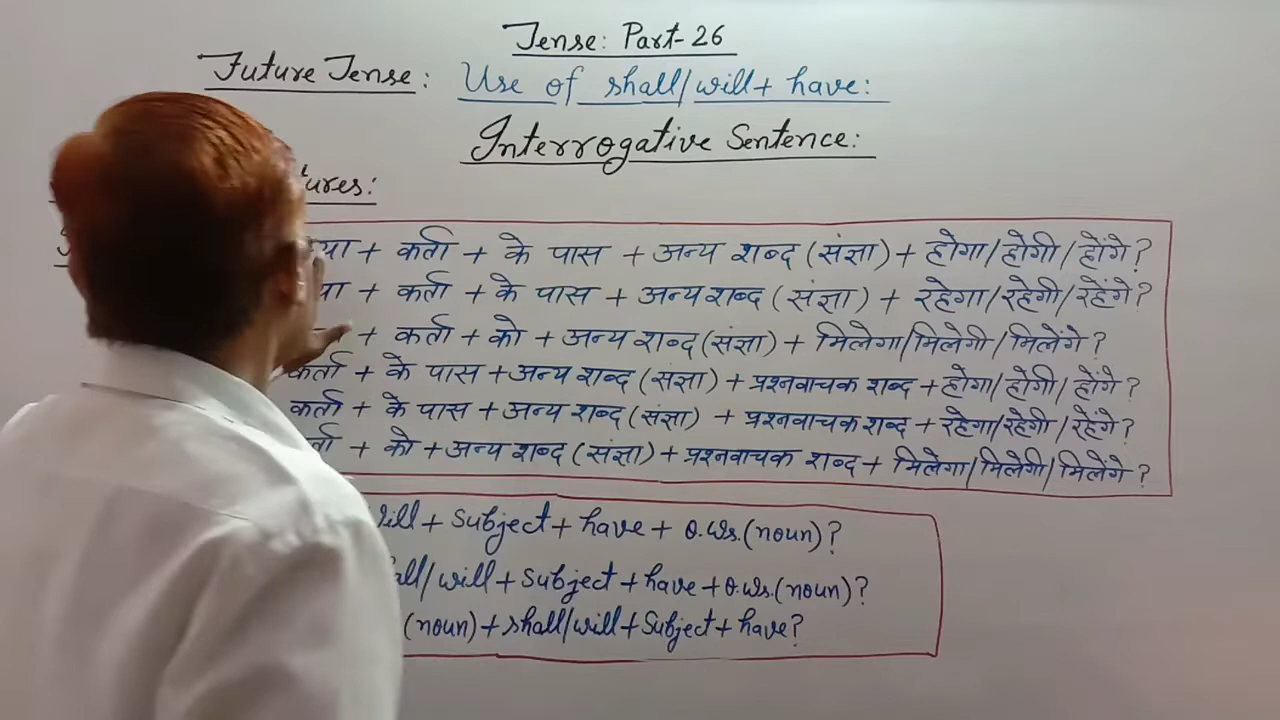 Tense: Part-26
Future Tense: Use of shall/will+ have:
Interrogative Sentence:
+ कर्ता + के पास + अन्य शब्द (संज्ञा) + होगा/होगी/होंगे?
+ कर्ता + के पास + अन्य शब्द (संज्ञा) + रहेगा/रहेगी/रहेंगे?
+ कर्ता + को + अन्य शब्द (संज्ञा) + मिलेगा/मिलेगी/मिलेंगे?
कर्ता + के पास + अन्य शब्द (संज्ञा) + प्रश्नवाचक शब्द + होगा/होगी/होंगे?
कर्ता + के पास + अन्य शब्द (संज्ञा) + प्रश्नवाचक शब्द + रहेगा/रहेगी/रहेंगे?
+ को + अन्य शब्द (संज्ञा) + प्रश्नवाचक शब्द + मिलेगा/मिलेगी/मिलेंगे?
+ Subject + have + O.Ws.(noun)?
/will + Subject + have + O.Ws.(noun)?
(noun) + shall/will + Subject + have?